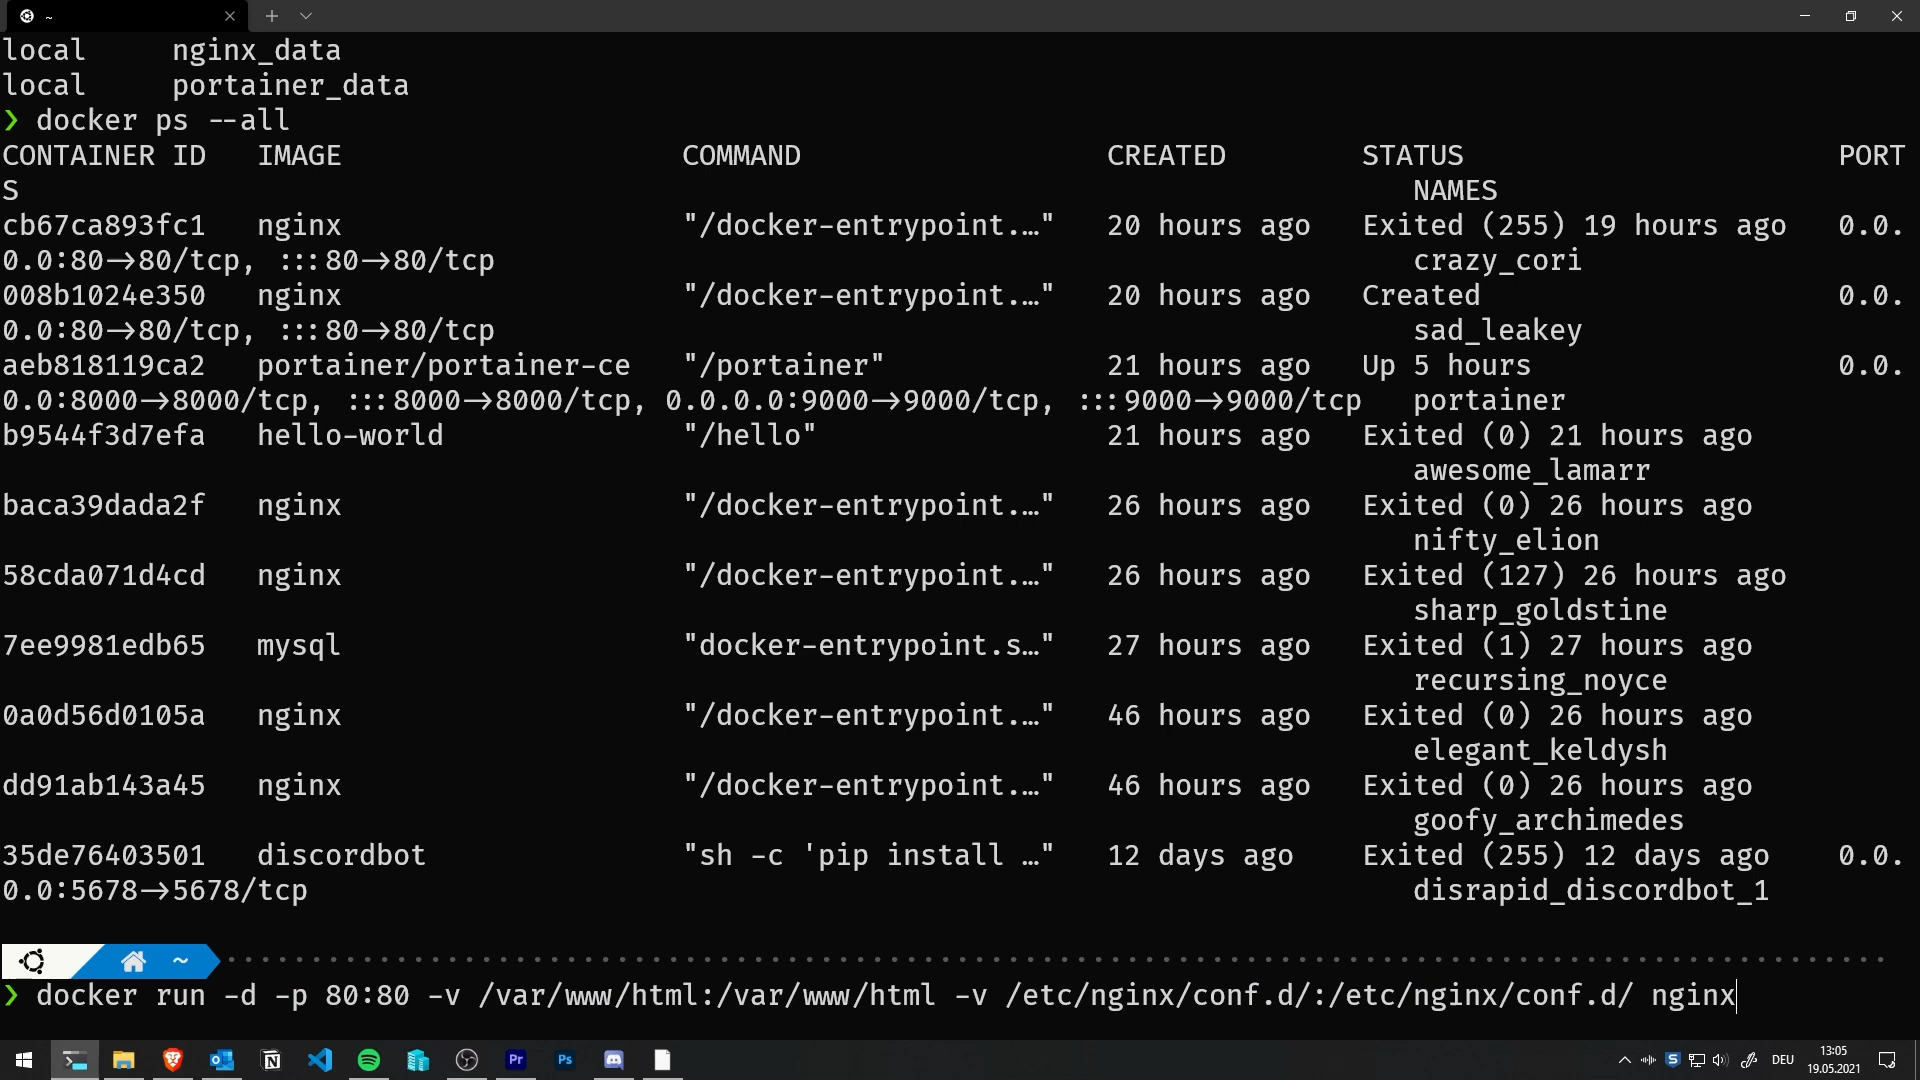 ~
local     nginx_data
local     portainer_data
❯ docker ps --all
CONTAINER ID   IMAGE                    COMMAND                  CREATED        STATUS                      PORT
S                                                                                  NAMES
cb67ca893fc1   nginx                    "/docker-entrypoint.…"   20 hours ago   Exited (255) 19 hours ago   0.0.
0.0:80->80/tcp, :::80->80/tcp                                                      crazy_cori
008b1024e350   nginx                    "/docker-entrypoint.…"   20 hours ago   Created                     0.0.
0.0:80->80/tcp, :::80->80/tcp                                                      sad_leakey
aeb818119ca2   portainer/portainer-ce   "/portainer"             21 hours ago   Up 5 hours                  0.0.
0.0:8000->8000/tcp, :::8000->8000/tcp, 0.0.0.0:9000->9000/tcp, :::9000->9000/tcp   portainer
b9544f3d7efa   hello-world              "/hello"                 21 hours ago   Exited (0) 21 hours ago
                                                                                   awesome_lamarr
baca39dada2f   nginx                    "/docker-entrypoint.…"   26 hours ago   Exited (0) 26 hours ago
                                                                                   nifty_elion
58cda071d4cd   nginx                    "/docker-entrypoint.…"   26 hours ago   Exited (127) 26 hours ago
                                                                                   sharp_goldstine
7ee9981edb65   mysql                    "docker-entrypoint.s…"   27 hours ago   Exited (1) 27 hours ago
                                                                                   recursing_noyce
0a0d56d0105a   nginx                    "/docker-entrypoint.…"   46 hours ago   Exited (0) 26 hours ago
                                                                                   elegant_keldysh
dd91ab143a45   nginx                    "/docker-entrypoint.…"   46 hours ago   Exited (0) 26 hours ago
                                                                                   goofy_archimedes
35de76403501   discordbot               "sh -c 'pip install …"   12 days ago    Exited (255) 12 days ago    0.0.
0.0:5678->5678/tcp                                                                 disrapid_discordbot_1
~
❯ docker run -d -p 80:80 -v /var/www/html:/var/www/html -v /etc/nginx/conf.d/:/etc/nginx/conf.d/ nginx
Pr Ps S DEU 13:05
19.05.2021